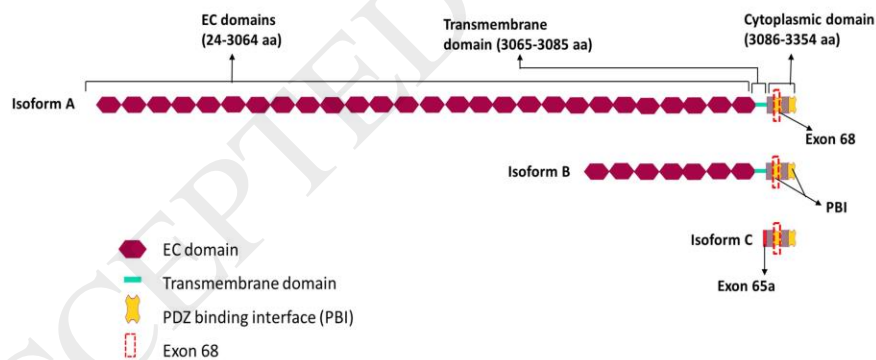 EC domains
(24-3064 aa)
Transmembrane
domain (3065-3085 aa)
Cytoplasmic domain
(3086-3354 aa)
Isoform A
Exon 68
Isoform B
PBI
Isoform C
Exon 65a
EC domain
Transmembrane domain
PDZ binding interface (PBI)
Exon 68
CCEPTED